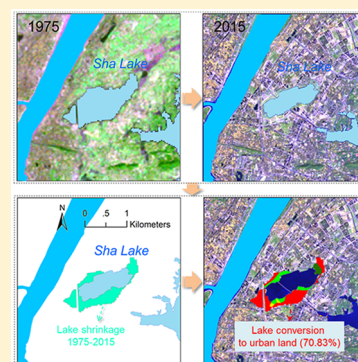 1975
Sha Lake
2015
Sha Lake
N
0 .5 1
Kilometers
Sha Lake
Lake shrinkage
1975-2015
Lake conversion
to urban land (70.83%)